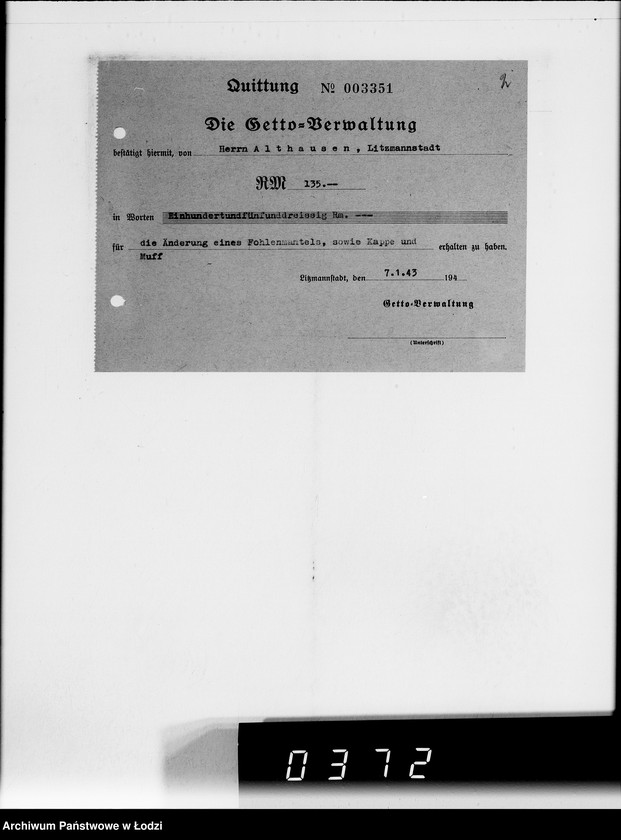 Quittung № 003351
2
Die Getto=Verwaltung
bestätigt hiermit, von Herrn Althausen, Litzmannstadt
RM 135.—
in Worten Einhundertundfünfunddreissig Rm. ---
für die Änderung eines Fohlenmantels, sowie Kappe und erhalten zu haben.
Muff
Litzmannstadt, den 7.1.43 194
Getto=Verwaltung
(Unterschrift)
0372
Archiwum Państwowe w Łodzi